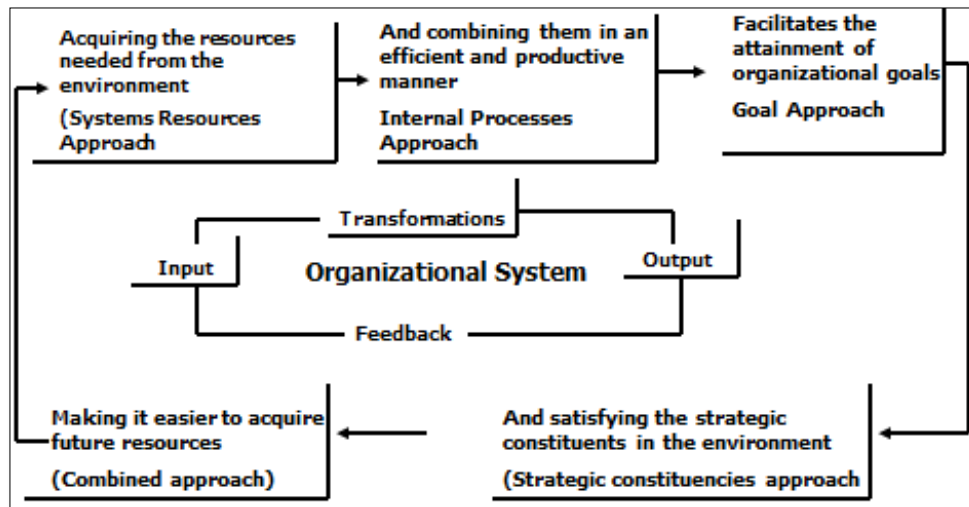 Acquiring the resources
needed from the
environment
(Systems Resources
Approach
And combining them in an
efficient and productive
manner
Internal Processes
Approach
Facilitates the
attainment of
organizational goals
Goal Approach
Transformations
Input
Organizational System
Output
Feedback
Making it easier to acquire
future resources
(Combined approach)
And satisfying the strategic
constituents in the environment
(Strategic constituencies approach